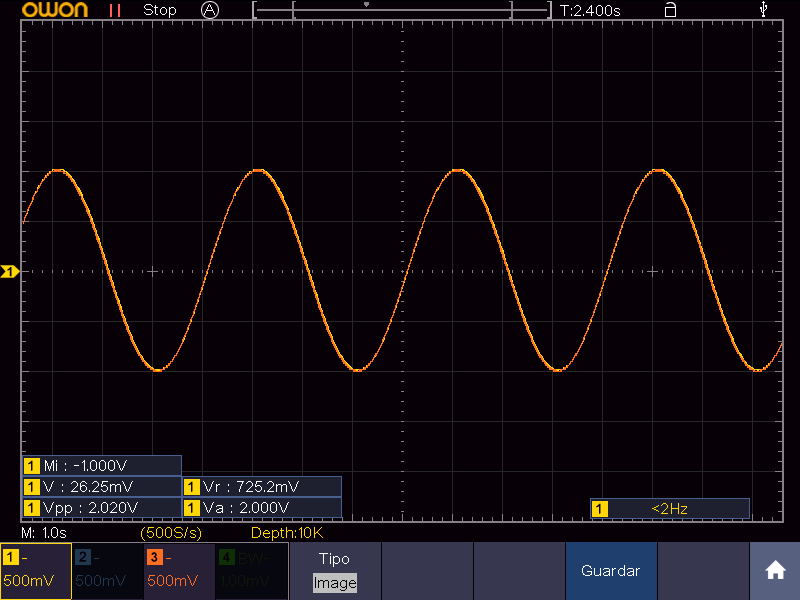 OWON Stop A T:2.400s
1
1 Mi : -1.000V
1 V : 26.25mV 1 Vr : 725.2mV
1 Vpp : 2.020V 1 Va : 2.000V 1 <2Hz
M: 1.0s (500S/s) Depth:10K
1 - 2 - 3 - 4 BW- Tipo
500mV 500mV 500mV 1.00mV Image
Guardar